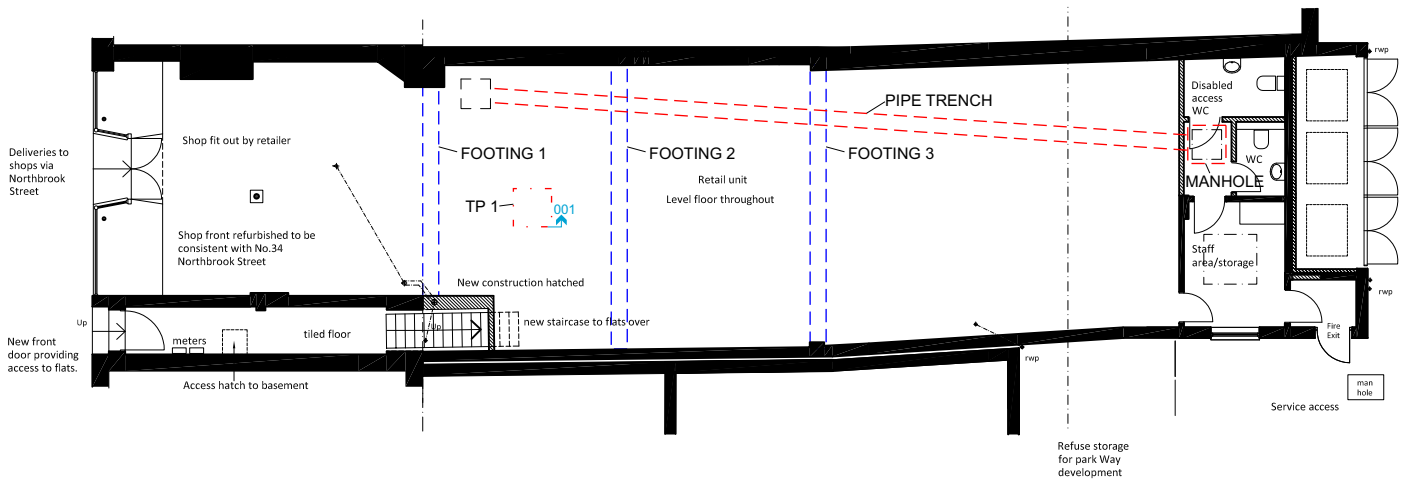 rwp
Disabled
access
WC
PIPE TRENCH
Shop fit out by retailer
Deliveries to
shops via
Northbrook
Street
FOOTING 1
FOOTING 2
FOOTING 3
WC
Retail unit
Level floor throughout
MANHOLE
TP 1
001
Shop front refurbished to be
consistent with No.34
Northbrook Street
Staff
area/storage
New construction hatched
rwp
Up
Up
new staircase to flats over
tiled floor
meters
Fire
Exit
New front
door providing
access to flats.
rwp
Access hatch to basement
man
hole
Service access
Refuse storage
for park Way
development